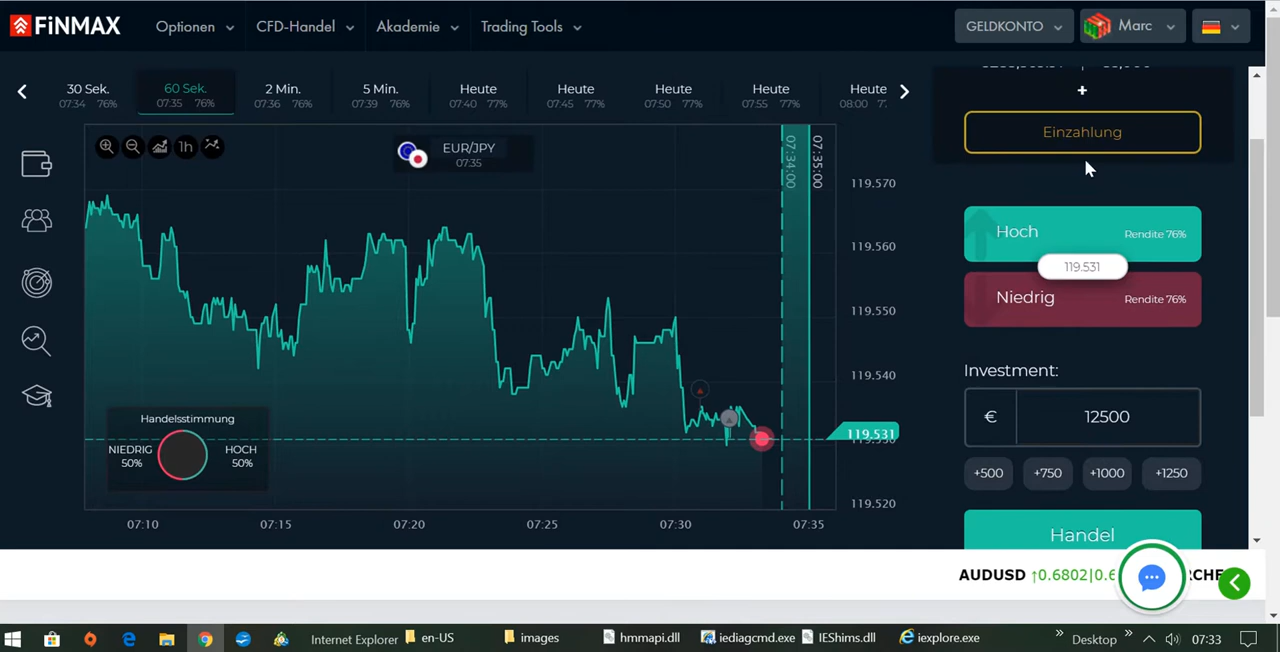 FiNMAX
Optionen
CFD-Handel
Akademie
Trading Tools
GELDKONTO
Marc
30 Sek.
07:34 76%
60 Sek.
07:35 76%
2 Min.
07:36 76%
5 Min.
07:39 76%
Heute
07:40 77%
Heute
07:45 77%
Heute
07:50 77%
Heute
07:55 77%
Heute
08:00 7
+
Einzahlung
1h
EUR/JPY
07:35
07:34:00
07:35:00
119.570
119.560
119.550
119.540
119.531
119.520
Hoch
Rendite 76%
119.531
Niedrig
Rendite 76%
Investment:
€
12500
+500
+750
+1000
+1250
Handel
Handelsstimmung
NIEDRIG
50%
HOCH
50%
07:10
07:15
07:20
07:25
07:30
07:35
AUDUSD ↑0.6802|0.6
RCHE
Internet Explorer
en-US
images
hmmapi.dll
iediagcmd.exe
IEShims.dll
iexplore.exe
Desktop
07:33